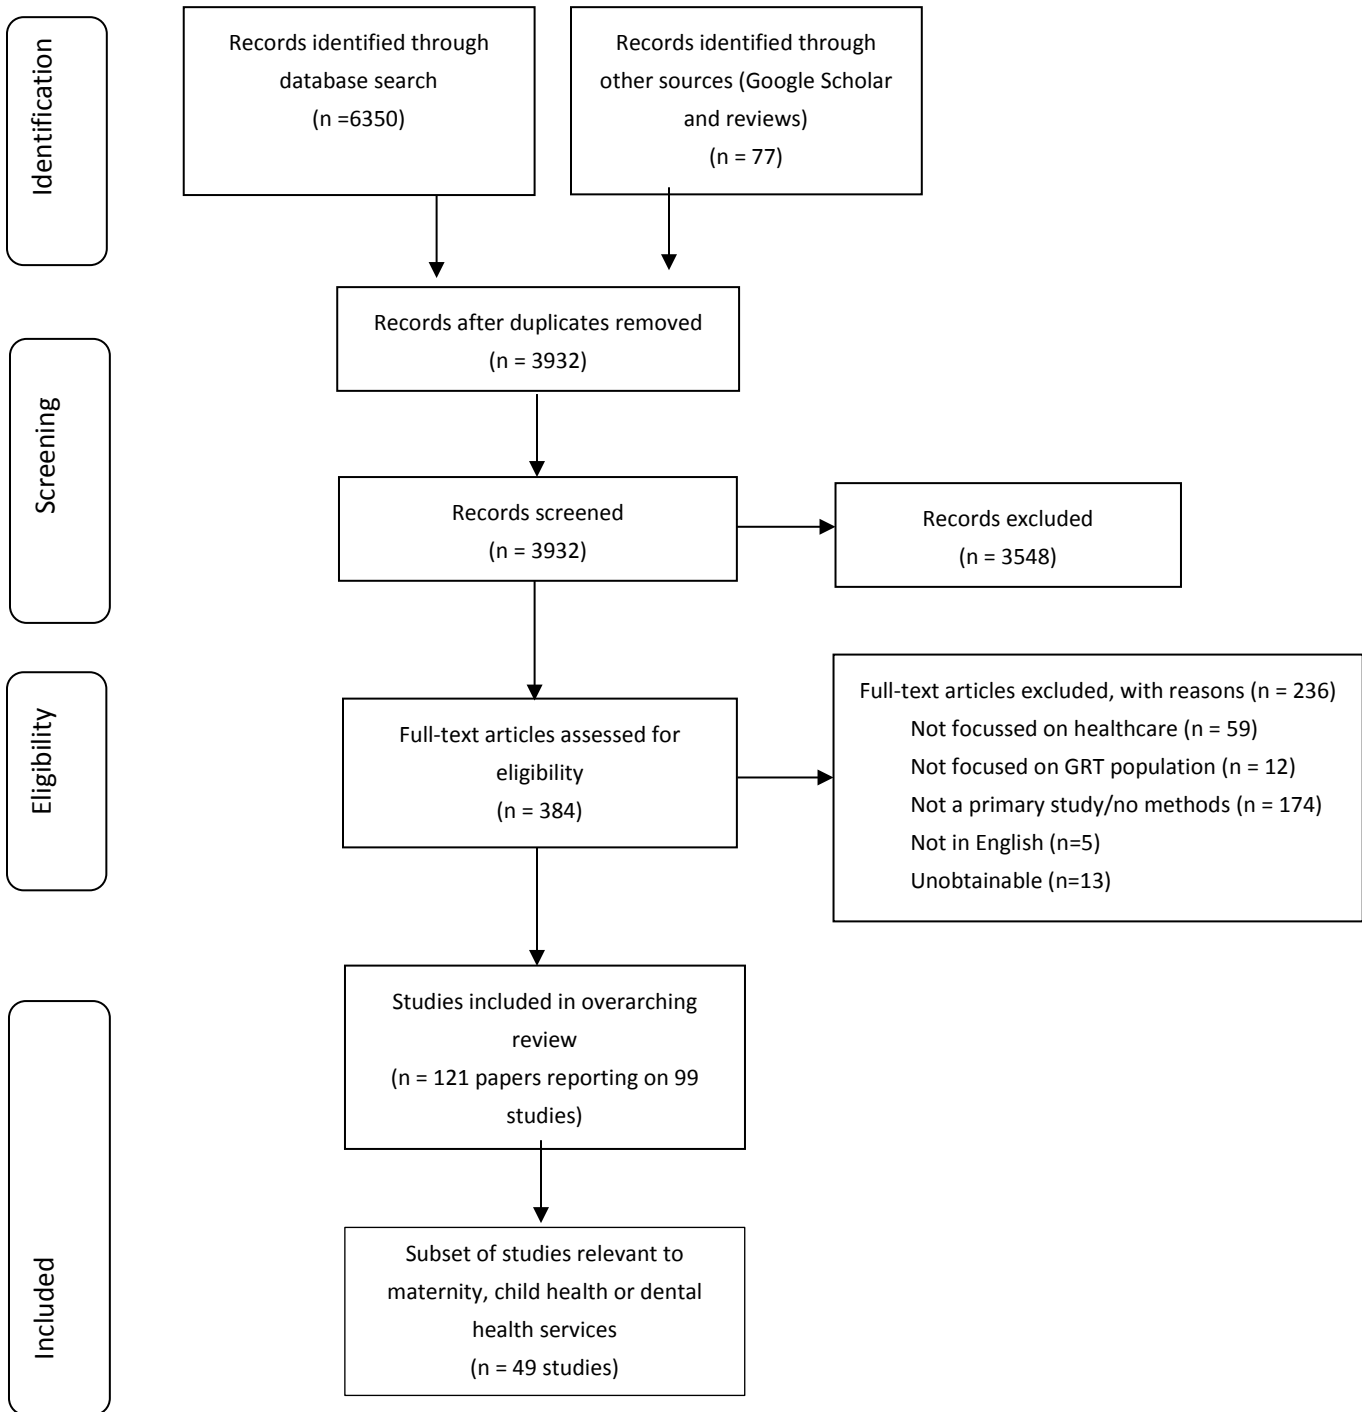 Identification
Records identified through
database search
(n =6350)
Records identified through
other sources (Google Scholar
and reviews)
(n = 77)
Screening
Records after duplicates removed
(n = 3932)
Records screened
(n = 3932)
Records excluded
(n = 3548)
Eligibility
Full-text articles assessed for
eligibility
(n = 384)
Full-text articles excluded, with reasons (n = 236)
Not focussed on healthcare (n = 59)
Not focused on GRT population (n = 12)
Not a primary study/no methods (n = 174)
Not in English (n=5)
Unobtainable (n=13)
Included
Studies included in overarching
review
(n = 121 papers reporting on 99
studies)
Subset of studies relevant to
maternity, child health or dental
health services
(n = 49 studies)